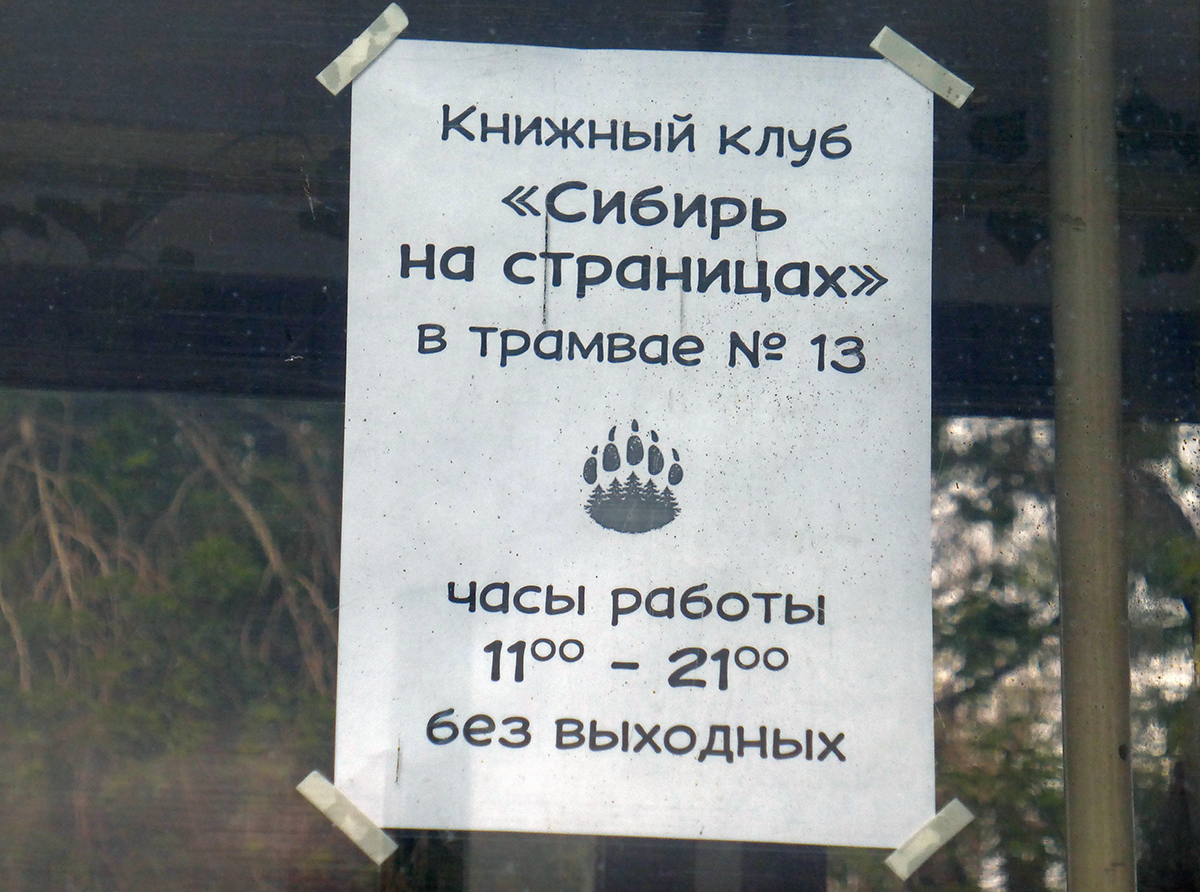 Книжный клуб
«Сибирь
на страницах»
в трамвае № 13
часы работы
11⁰⁰ – 21⁰⁰
без выходных